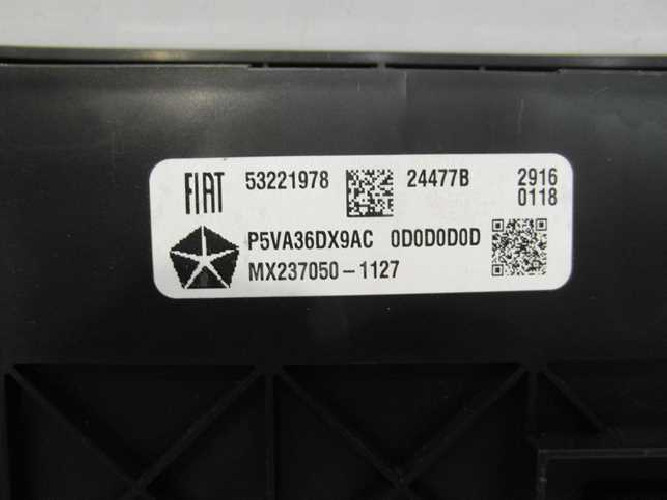 FIAT 53221978 24477B 2916
0118
P5VA36DX9AC 0D0D0D0D
MX237050-1127